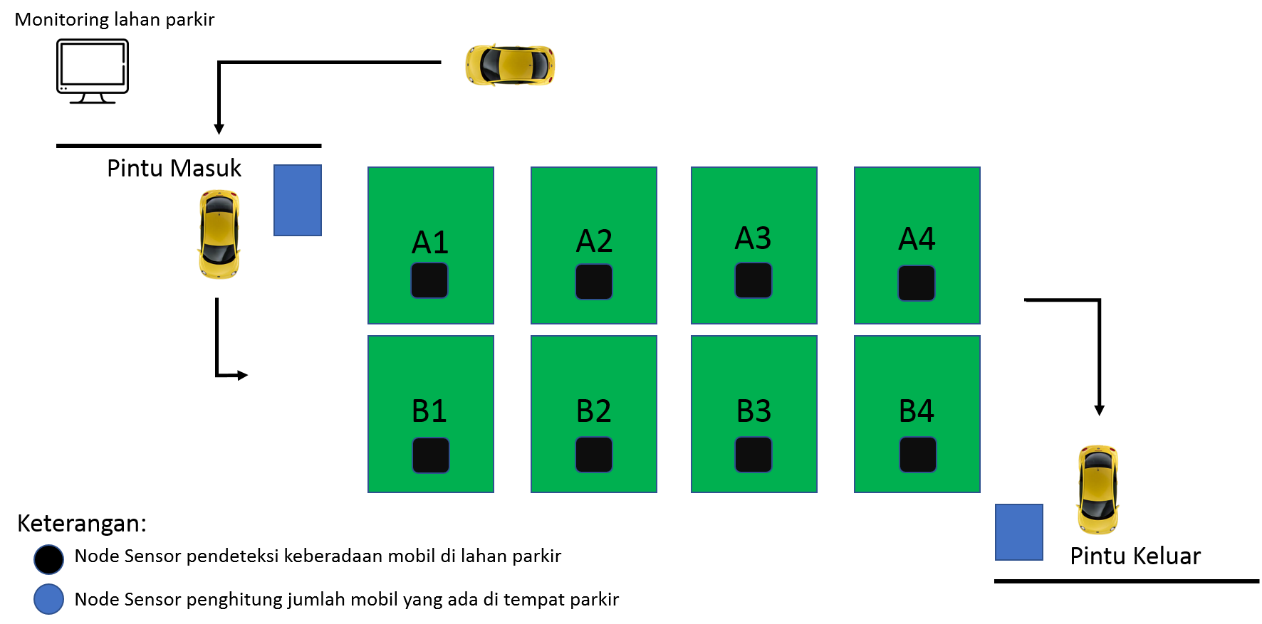 Monitoring lahan parkir
Pintu Masuk
A1
A2
A3
A4
B1
B2
B3
B4
Keterangan:
Node Sensor pendeteksi keberadaan mobil di lahan parkir
Node Sensor penghitung jumlah mobil yang ada di tempat parkir
Pintu Keluar